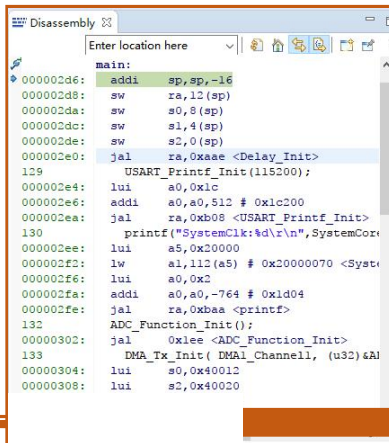 Disassembly
Enter location here
main:
000002d6: addi sp,sp,-16
000002d8: sw ra,12(sp)
000002da: sw s0,8(sp)
000002dc: sw s1,4(sp)
000002de: sw s2,0(sp)
000002e0: jal ra,0xaae <Delay_Init>
129 USART_Printf_Init(115200);
000002e4: lui a0,0x1c
000002e6: addi a0,a0,512 # 0x1c200
000002ea: jal ra,0xb08 <USART_Printf_Init>
130 printf("SystemClk:%d\r\n",SystemCore
000002ee: lui a5,0x20000
000002f2: lw a1,112(a5) # 0x20000070 <Syste
000002f6: lui a0,0x2
000002fa: addi a0,a0,-764 # 0x1d04
000002fe: jal ra,0xbaa <printf>
132 ADC_Function_Init();
00000302: jal 0x1ee <ADC_Function_Init>
133 DMA_Tx_Init( DMA1_Channel1, (u32)&AD
00000304: lui s0,0x40012
00000308: lui s2,0x40020